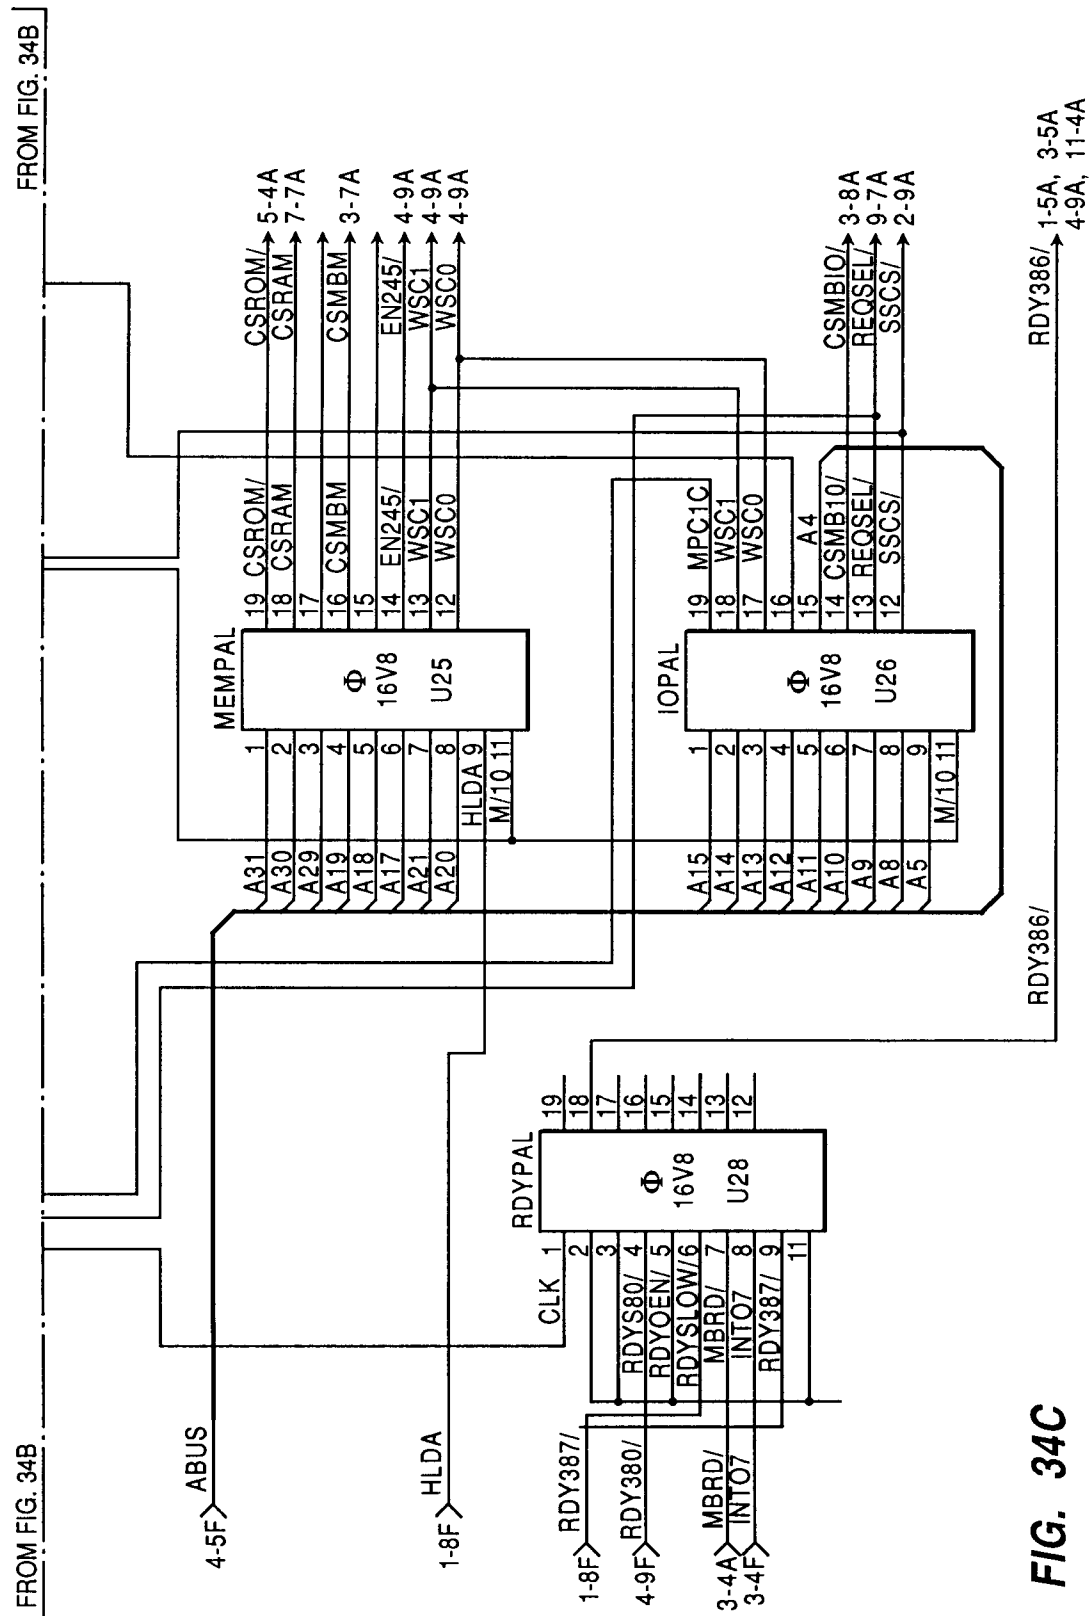 FROM FIG. 34B
FROM FIG. 34B
4-5F
ABUS
1-8F
HLDA
MEMPAL
Φ
16V8
U25
A31
1
A30
2
A29
3
A19
4
A18
5
A17
6
A21
7
A20
8
HLDA 9
M/10 11
19 CSROM/
18 CSRAM
17
16 CSMBM
15
14 EN245/
13 WSC1
12 WSC0
CSROM/
5-4A
CSRAM
7-7A
CSMBM
3-7A
EN245/
4-9A
WSC1
4-9A
WSC0
4-9A
IOPAL
Φ
16V8
U26
A15
1
A14
2
A13
3
A12
4
A11
5
A10
6
A9
7
A8
8
A5
9
M/10 11
19 MPC1C
18 WSC1
17 WSC0
16
15 A4
14 CSMB10/
13 REQSEL/
12 SSCS/
CSMBIO/
3-8A
REQSEL/
9-7A
SSCS/
2-9A
RDYPAL
Φ
16V8
U28
CLK 1
2
3
RDYS80/ 4
RDYOEN/ 5
RDYSLOW/6
MBRD/ 7
INTO7 8
RDY387/ 9
11
19
18
17
16
15
14
13
12
1-8F
RDY387/
4-9F
RDY380/
3-4A
MBRD/
3-4F
INTO7
RDY386/
RDY386/
1-5A, 3-5A
4-9A, 11-4A
FIG. 34C